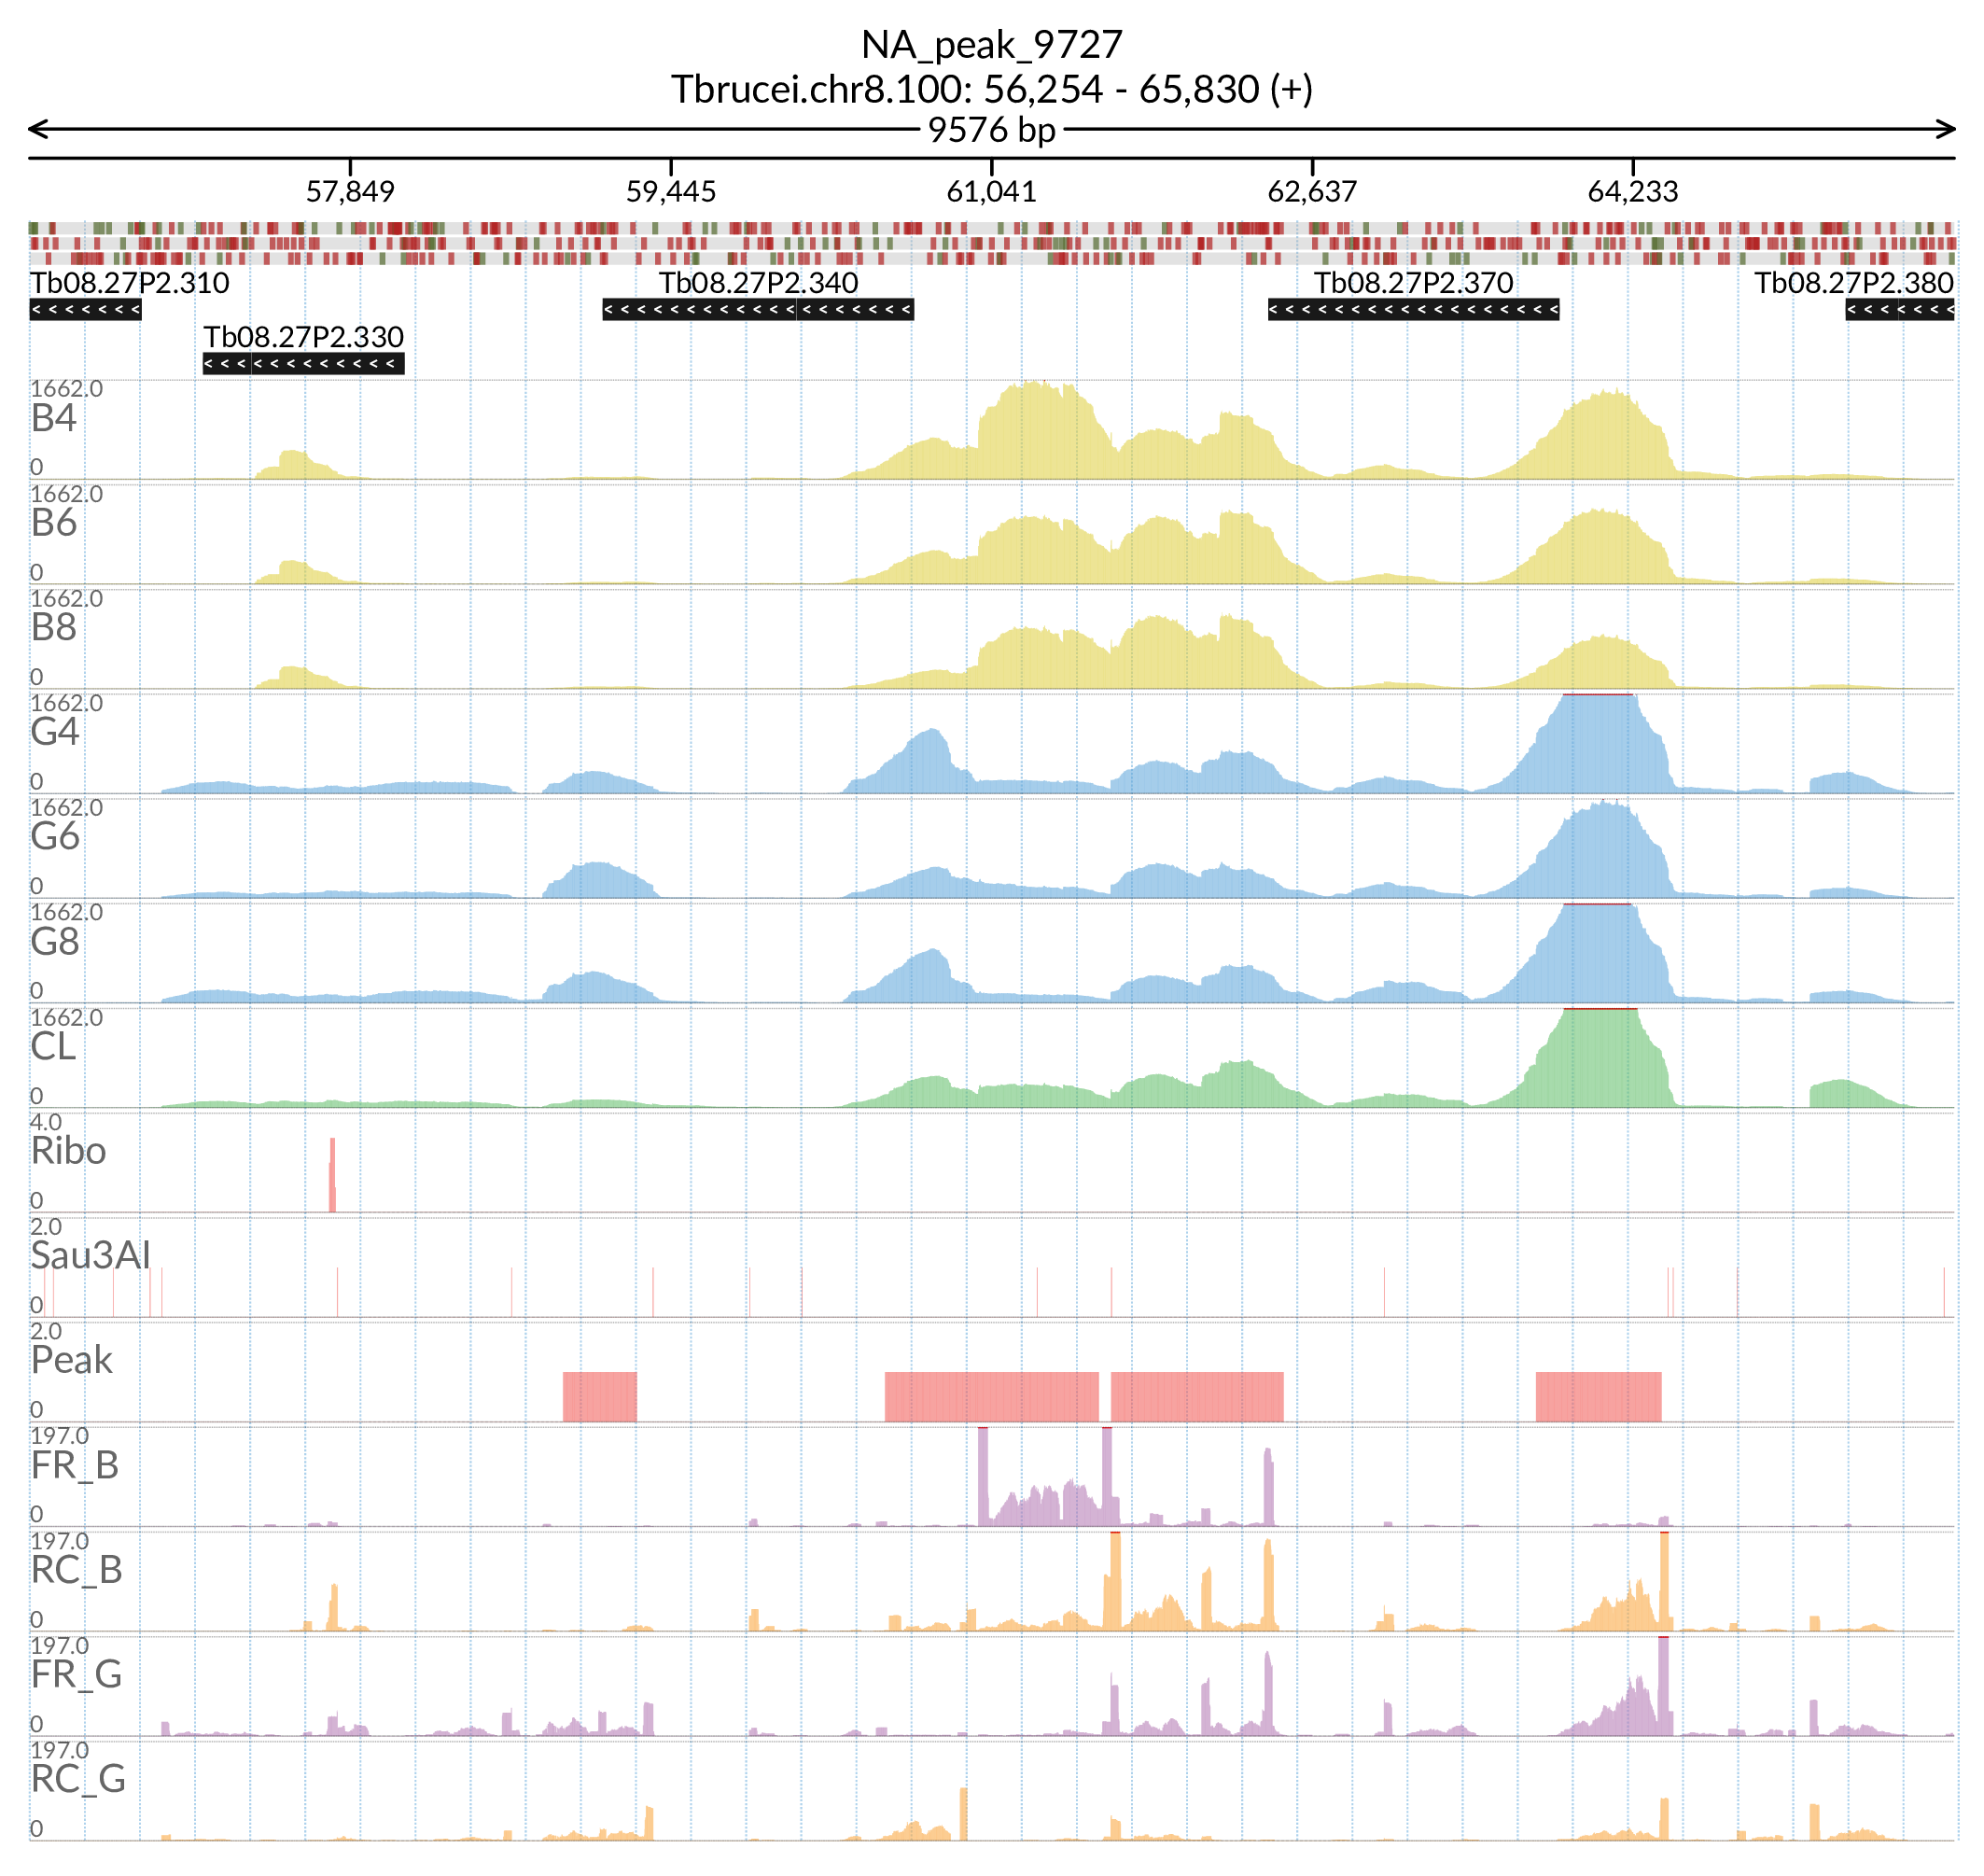 NA_peak_9727
Tbrucei.chr8.100: 56,254 - 65,830 (+)
9576 bp
57,849 59,445 61,041 62,637 64,233
Tb08.27P2.310 Tb08.27P2.340 Tb08.27P2.370 Tb08.27P2.380
Tb08.27P2.330
1662.0
B4
0
1662.0
B6
0
1662.0
B8
0
1662.0
G4
0
1662.0
G6
0
1662.0
G8
0
1662.0
CL
0
4.0
Ribo
0
2.0
Sau3AI
0
2.0
Peak
0
197.0
FR_B
0
197.0
RC_B
0
197.0
FR_G
0
197.0
RC_G
0